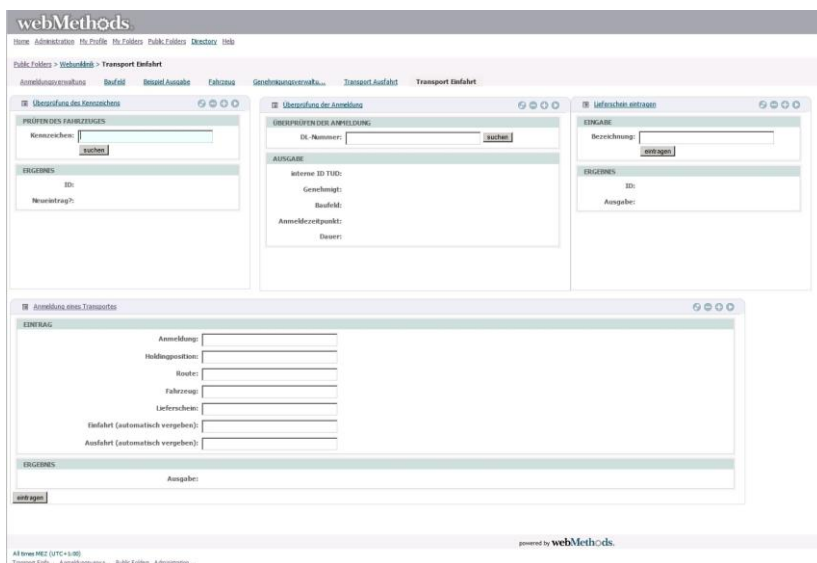 webMethods.
Home Administration My Profile My Folders Public Folders Directory Help
Public Folders > Webuniklinik > Transport Einfahrt
Anmeldungsverwaltung Baufeld Beispiel Ausgabe Fahrzeug Genehmigungsverwaltu... Transport Ausfahrt Transport Einfahrt
Überprüfung des Kennzeichens
PRÜFEN DES FAHRZEUGES
Kennzeichen:
suchen
ERGEBNIS
ID:
Neueintrag?:
Überprüfung der Anmeldung
ÜBERPRÜFEN DER ANMELDUNG
DL-Nummer: suchen
AUSGABE
interne ID TUD:
Genehmigt:
Baufeld:
Anmeldezeitpunkt:
Dauer:
Lieferschein eintragen
EINGABE
Bezeichnung:
eintragen
ERGEBNIS
ID:
Ausgabe:
Anmeldung eines Transportes
EINTRAG
Anmeldung:
Holdingposition:
Route:
Fahrzeug:
Lieferschein:
Einfahrt (automatisch vergeben):
Ausfahrt (automatisch vergeben):
ERGEBNIS
Ausgabe:
eintragen
powered by webMethods.
All times MEZ (UTC+1:00)
Public Folders Administration